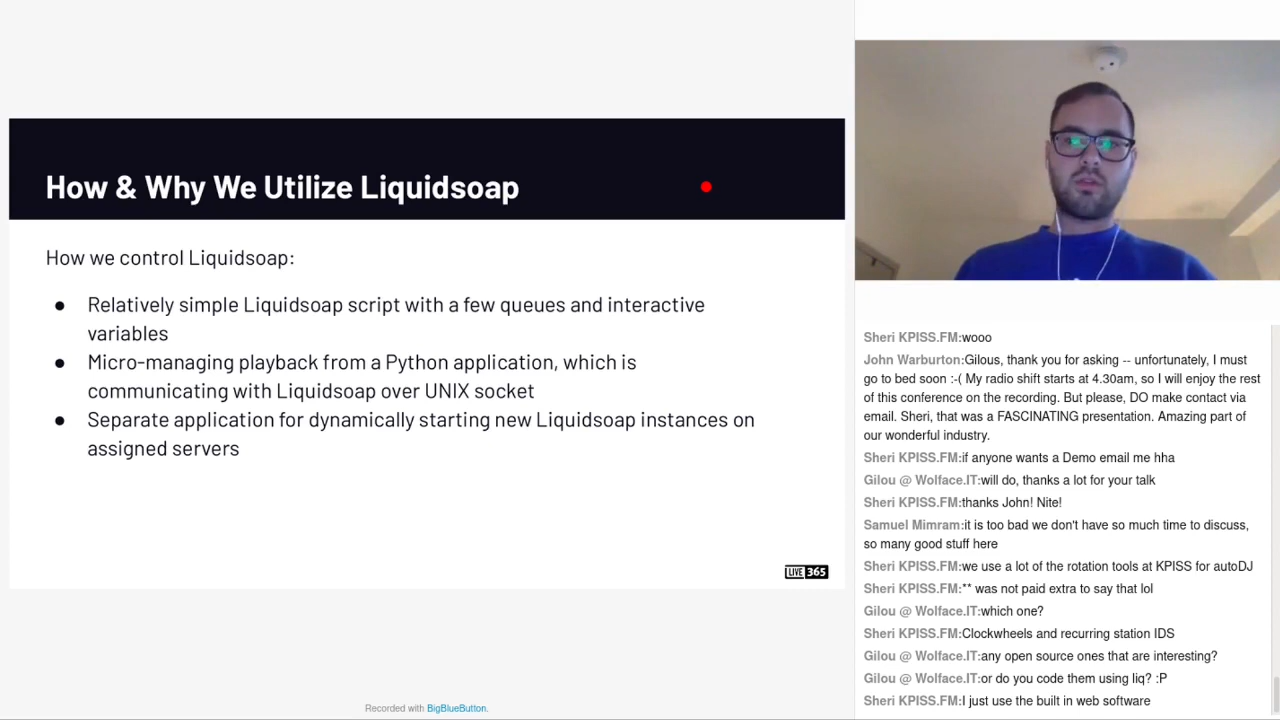 How & Why We Utilize Liquidsoap
How we control Liquidsoap:
● Relatively simple Liquidsoap script with a few queues and interactive
variables
● Micro-managing playback from a Python application, which is
communicating with Liquidsoap over UNIX socket
● Separate application for dynamically starting new Liquidsoap instances on
assigned servers
LIVE 365
Recorded with BigBlueButton.
Sheri KPISS.FM:wooo
John Warburton:Gilous, thank you for asking -- unfortunately, I must
go to bed soon :-( My radio shift starts at 4.30am, so I will enjoy the rest
of this conference on the recording. But please, DO make contact via
email. Sheri, that was a FASCINATING presentation. Amazing part of
our wonderful industry.
Sheri KPISS.FM:if anyone wants a Demo email me hha
Gilou @ Wolface.IT:will do, thanks a lot for your talk
Sheri KPISS.FM:thanks John! Nite!
Samuel Mimram:it is too bad we don't have so much time to discuss,
so many good stuff here
Sheri KPISS.FM:we use a lot of the rotation tools at KPISS for autoDJ
Sheri KPISS.FM:** was not paid extra to say that lol
Gilou @ Wolface.IT:which one?
Sheri KPISS.FM:Clockwheels and recurring station IDS
Gilou @ Wolface.IT:any open source ones that are interesting?
Gilou @ Wolface.IT:or do you code them using liq? :P
Sheri KPISS.FM:I just use the built in web software